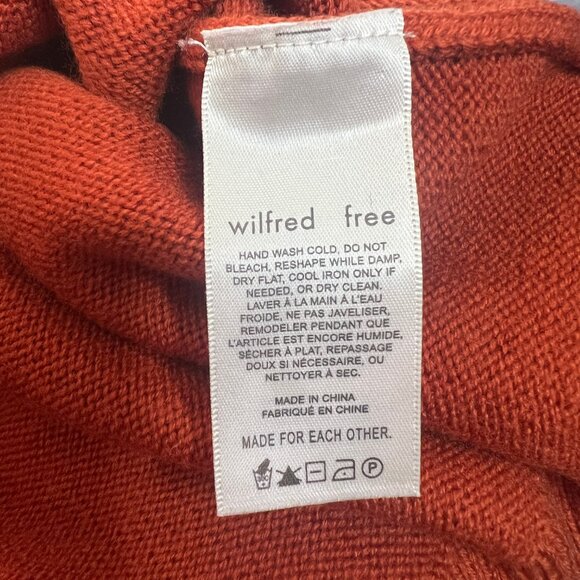 wilfred free
HAND WASH COLD, DO NOT
BLEACH, RESHAPE WHILE DAMP,
DRY FLAT, COOL IRON ONLY IF
NEEDED, OR DRY CLEAN.
LAVER À LA MAIN À L'EAU
FROIDE, NE PAS JAVELISER,
REMODELER PENDANT QUE
L'ARTICLE EST ENCORE HUMIDE,
SÉCHER À PLAT, REPASSAGE
DOUX SI NÉCESSAIRE, OU
NETTOYER À SEC.
MADE IN CHINA
FABRIQUÉ EN CHINE
MADE FOR EACH OTHER.
P